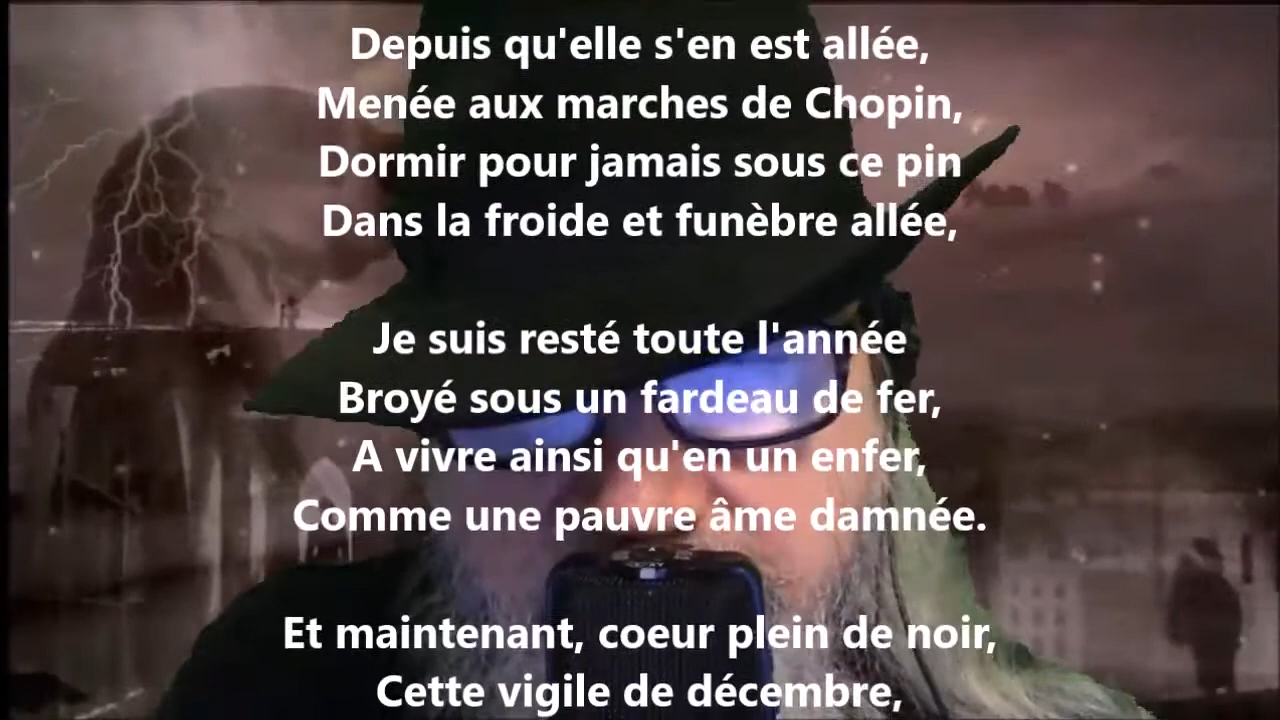 Depuis qu'elle s'en est allée,
Menée aux marches de Chopin,
Dormir pour jamais sous ce pin
Dans la froide et funèbre allée,
Je suis resté toute l'année
Broyé sous un fardeau de fer,
A vivre ainsi qu'en un enfer,
Comme une pauvre âme damnée.
Et maintenant, coeur plein de noir,
Cette vigile de décembre,